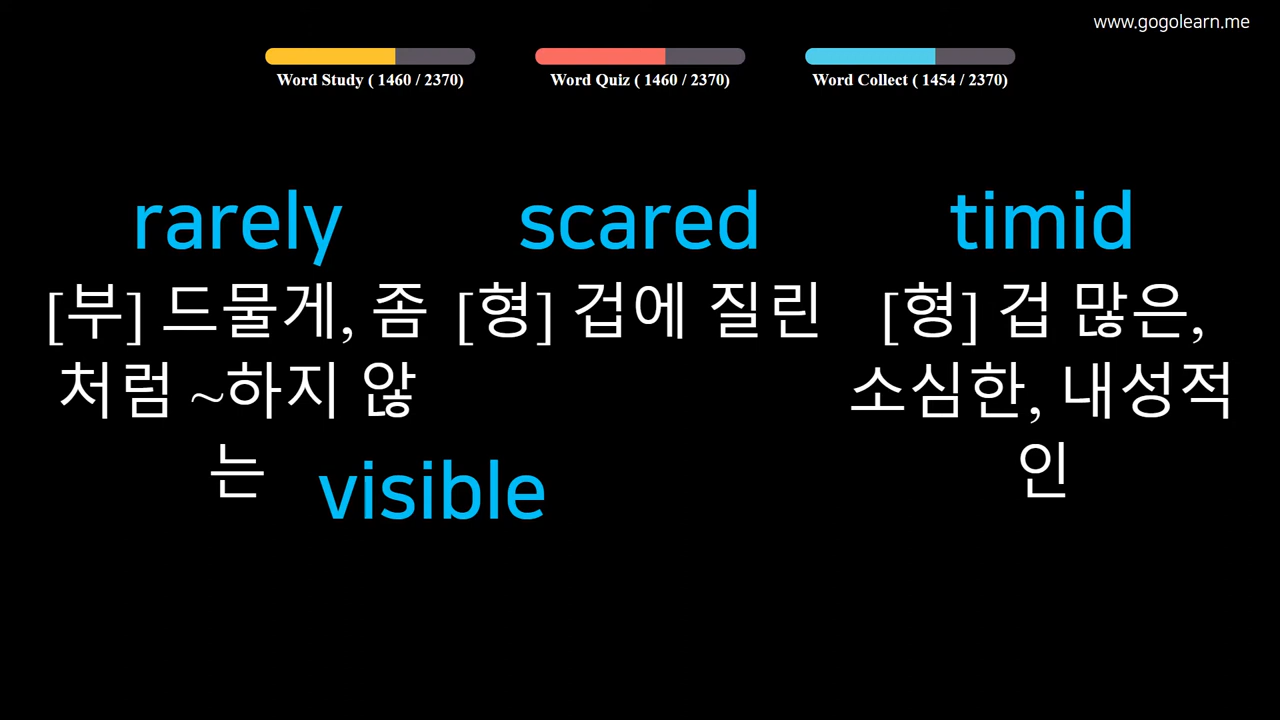 www.gogolearn.me
Word Study ( 1460 / 2370)
Word Quiz ( 1460 / 2370)
Word Collect ( 1454 / 2370)
rarely
[부] 드물게, 좀
처럼 ~하지 않
는
scared
[형] 겁에 질린
timid
[형] 겁 많은,
소심한, 내성적
인
visible